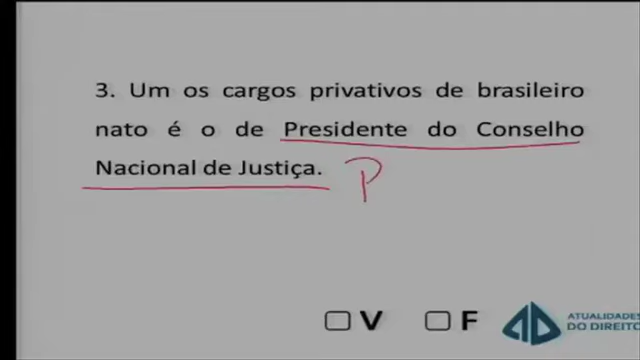 3. Um os cargos privativos de brasileiro
nato é o de Presidente do Conselho
Nacional de Justiça. P
V F
ATUALIDADES
DO DIREITO